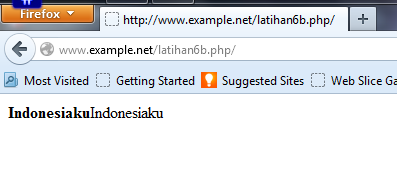 Firefox
http://www.example.net/latihan6b.php/
www.example.net/latihan6b.php/
Most Visited Getting Started Suggested Sites Web Slice Ga
IndonesiakuIndonesiaku